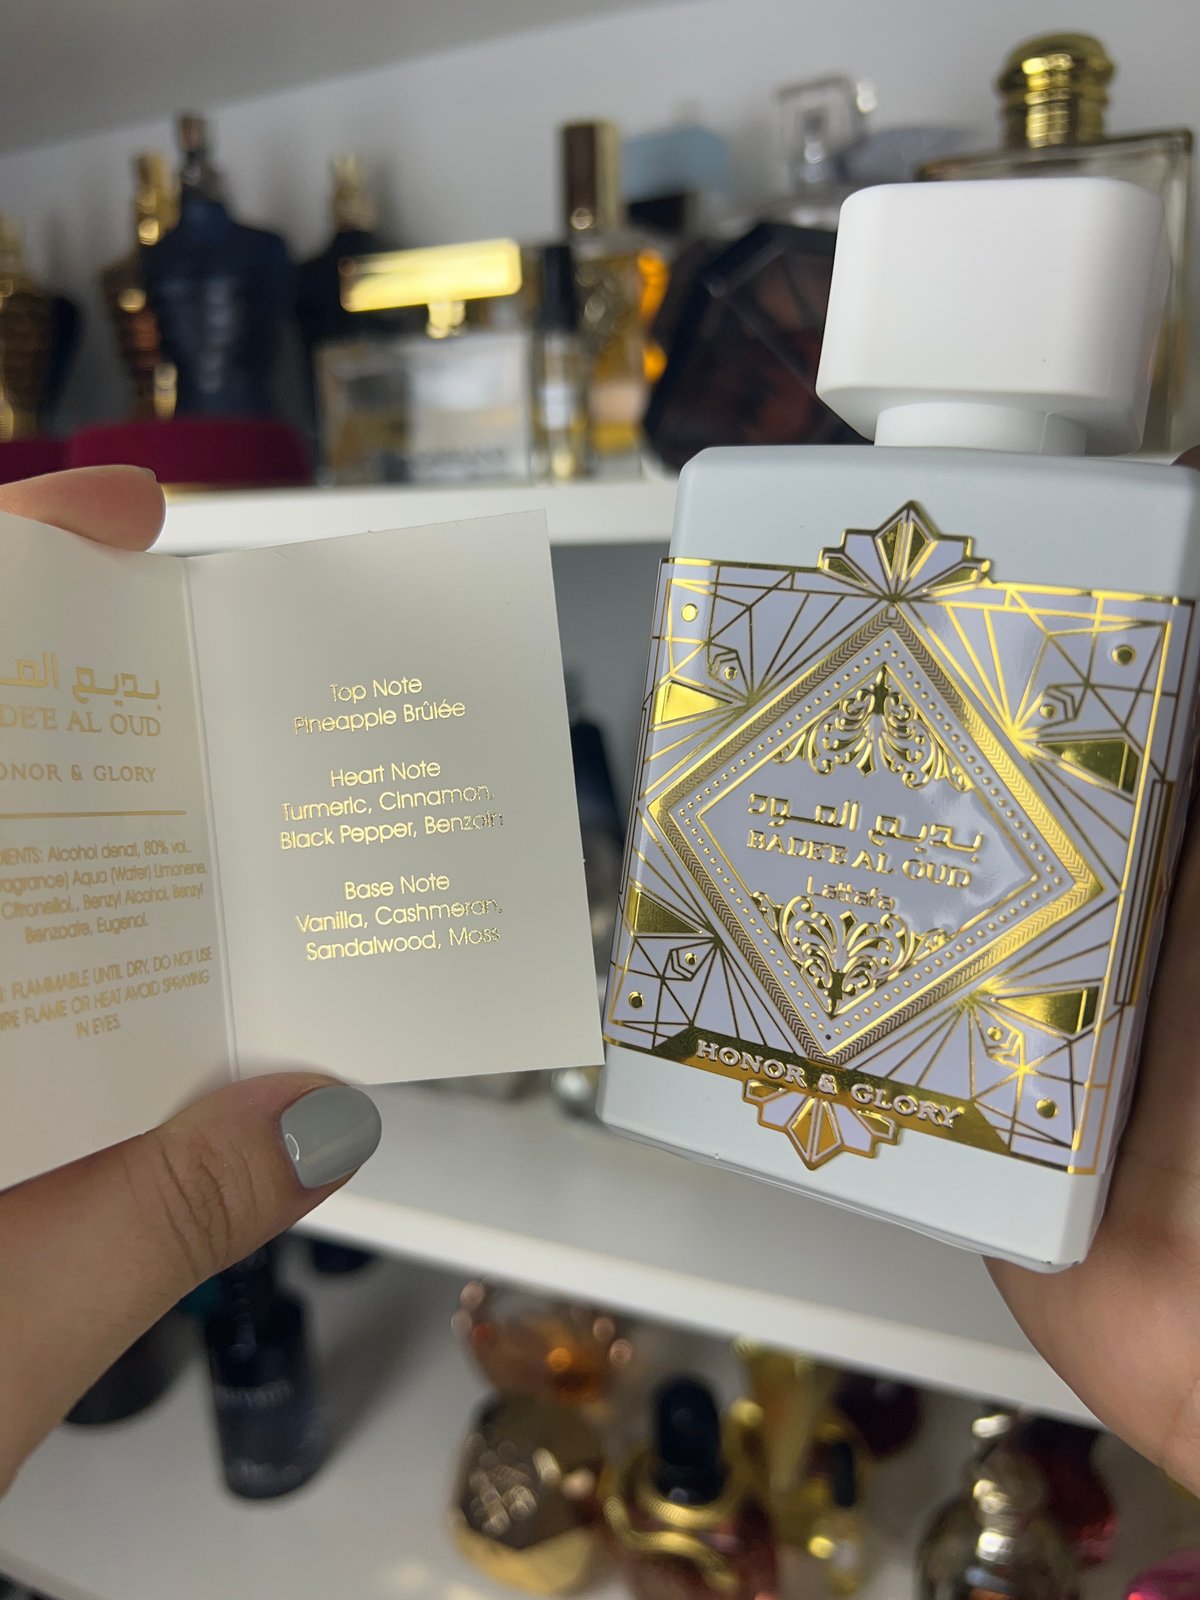 بديع الـعـ
DE'E AL OUD
ONOR & GLORY
DIENTS: Alcohol denat, 80% vol.,
ragrance) Aqua (Water) Limonene,
Citronellol., Benzyl Alcohol, Benzyl
Benzoate, Eugenol.
: FLAMMABLE UNTIL DRY, DO NOT USE
IRE FLAME OR HEAT AVOID SPRAYING
IN EYES.
Top Note
Pineapple Brûlée
Heart Note
Turmeric, Cinnamon,
Black Pepper, Benzoin
Base Note
Vanilla, Cashmeran,
Sandalwood, Moss
بديع العود
BADE'E AL OUD
Lattafa
HONOR & GLORY